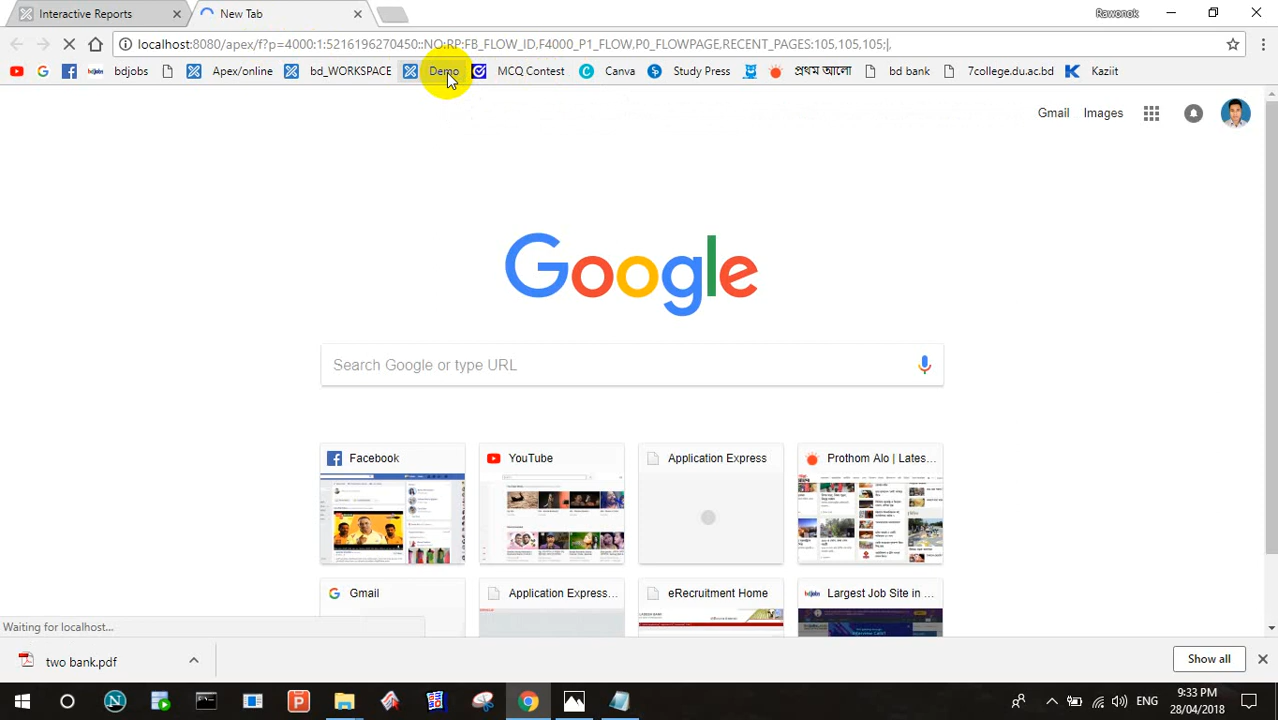 Interactive Reports
New Tab
Rawonok
localhost:8080/apex/f?p=4000:1:5216196270450::NO:RP:FB_FLOW_ID,F4000_P1_FLOW,P0_FLOWPAGE,RECENT_PAGES:105,105,105;|,
bdjobs Apex/online bd_WORKSPACE Demo MCQ Contest Canva Study Press প্রথম আলো bd bank 7college.du.ac.bd Kaziit
Gmail Images
Google
Search Google or type URL
Facebook YouTube Application Express Prothom Alo | Lates...
Gmail Application Express... eRecruitment Home Largest Job Site in ...
Waiting for localhost...
two bank.pdf
Show all
ENG
9:33 PM
28/04/2018